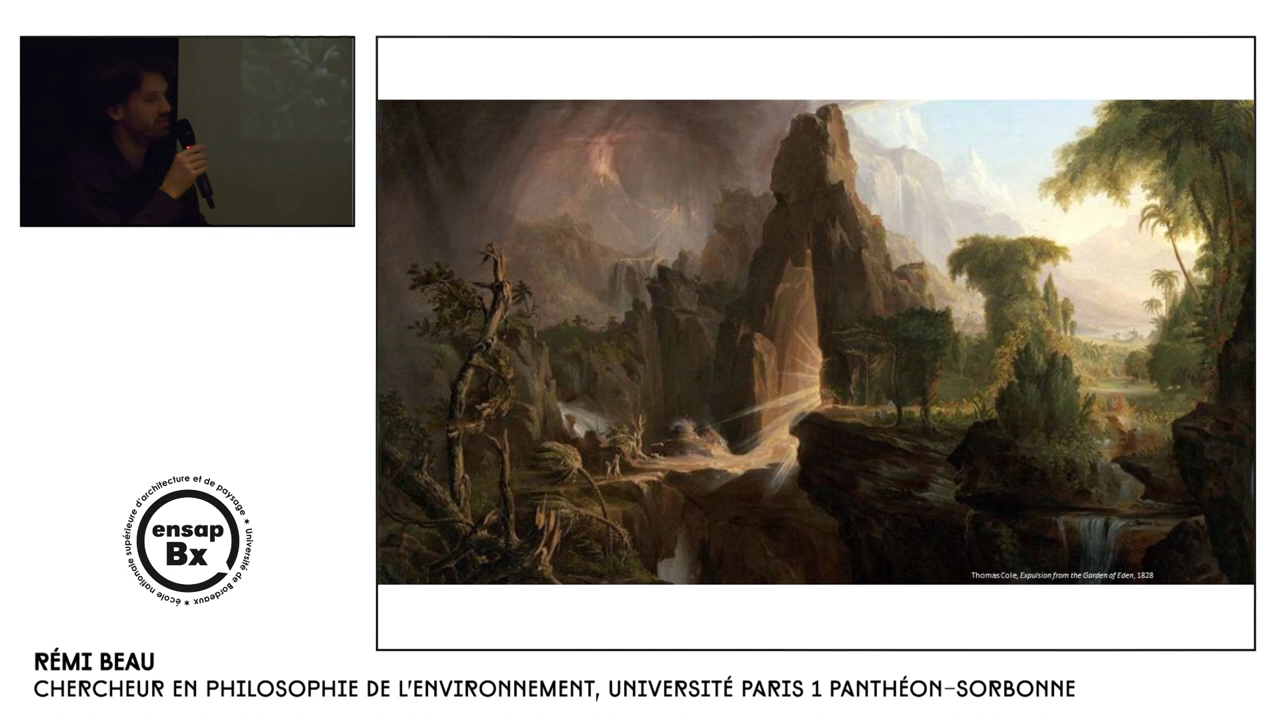 Thomas Cole, Expulsion from the Garden of Eden, 1828
école nationale supérieure d'architecture et de paysage * Université de Bordeaux *
ensap
Bx
RÉMI BEAU
CHERCHEUR EN PHILOSOPHIE DE L'ENVIRONNEMENT, UNIVERSITÉ PARIS 1 PANTHÉON-SORBONNE